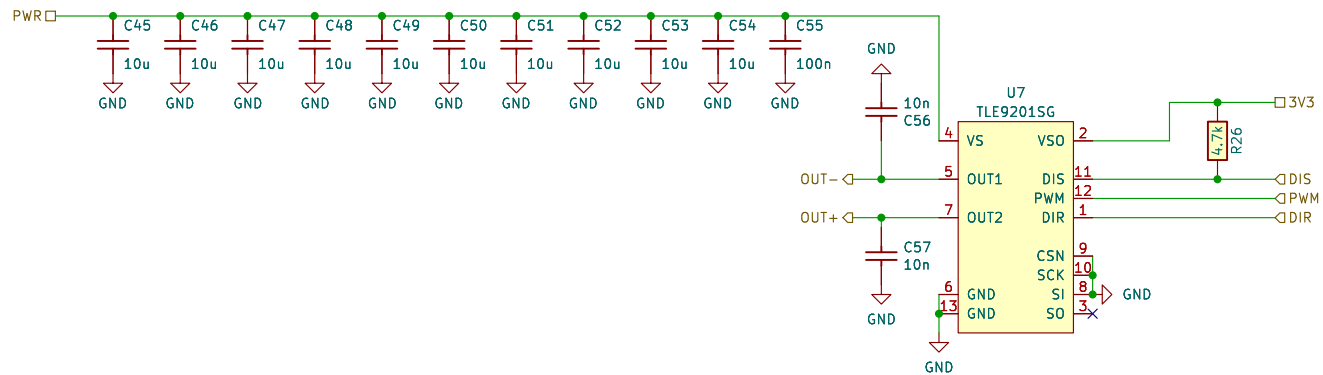 PWR
C45 C46 C47 C48 C49 C50 C51 C52 C53 C54 C55
10u 10u 10u 10u 10u 10u 10u 10u 10u 10u 100n
GND GND GND GND GND GND GND GND GND GND GND
GND
10n
C56
U7
TLE9201SG
3V3
4.7k
R26
4 VS VSO 2
OUT- 5 OUT1 DIS 11 DIS
PWM 12 PWM
OUT+ 7 OUT2 DIR 1 DIR
C57
10n
GND
CSN 9
SCK 10
6 GND SI 8 GND
13 GND SO 3
GND